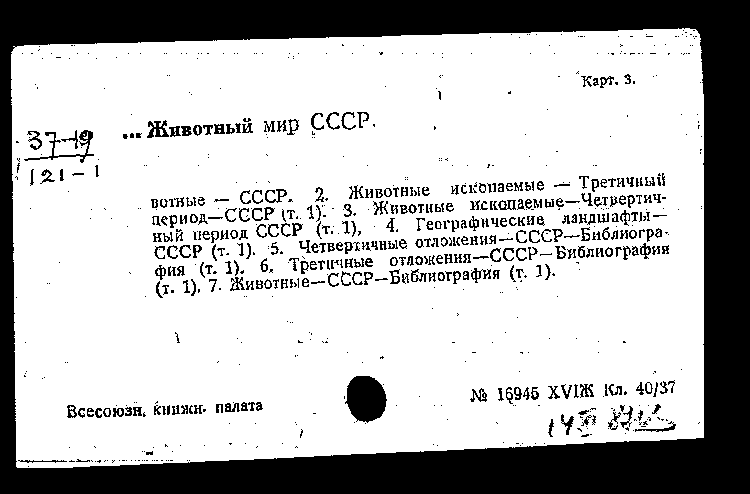 Карт. 3.
37-19
121-1
... Животный мир СССР.
вотные — СССР. 2. Животные ископаемые — Третичный
период—СССР (т. 1). 3. Животные ископаемые—Четвертич-
ный период СССР (т. 1), 4. Географические ландшафты—
СССР (т. 1). 5. Четвертичные отложения—СССР—Библиогра-
фия (т. 1). 6. Третичные отложения—СССР—Библиография
(т. 1). 7. Животные—СССР—Библиография (т. 1).
Всесоюзн. книжн. палата
№ 16945 XVIЖ Кл. 40/37
14